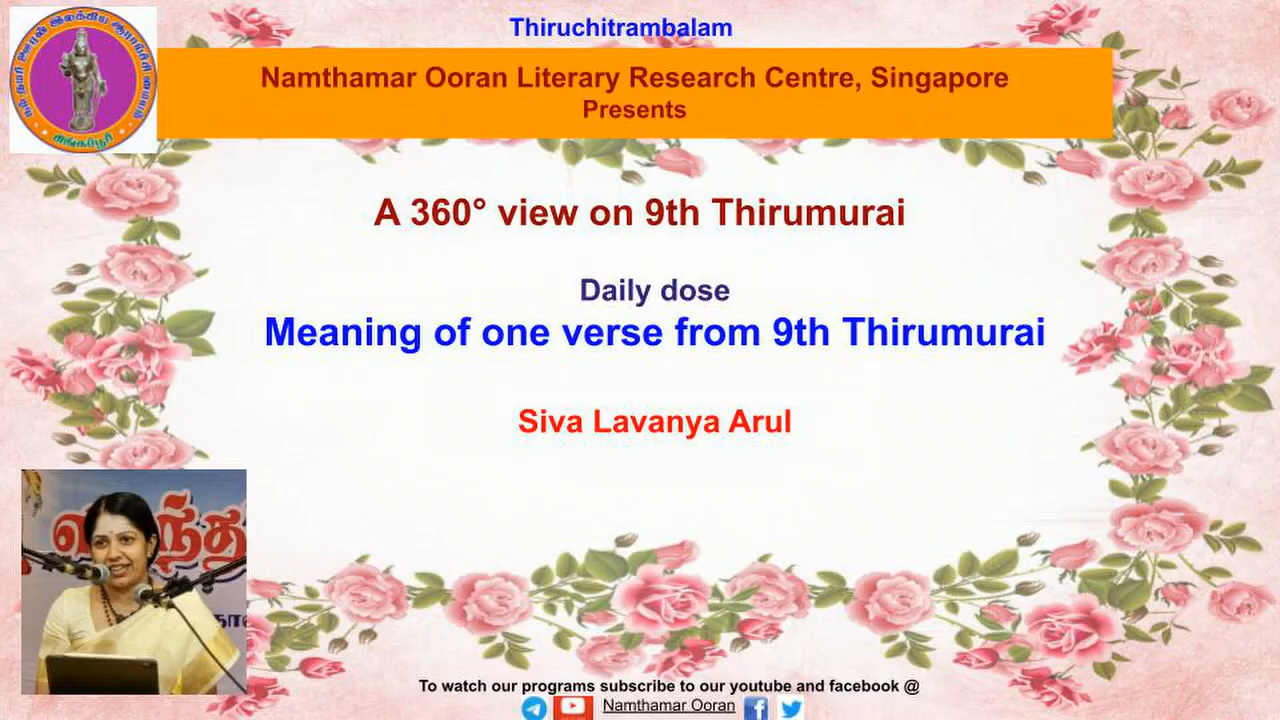 Thiruchitrambalam
Namthamar Ooran Literary Research Centre, Singapore
Presents
A 360° view on 9th Thirumurai
Daily dose
Meaning of one verse from 9th Thirumurai
Siva Lavanya Arul
To watch our programs subscribe to our youtube and facebook @
Namthamar Ooran